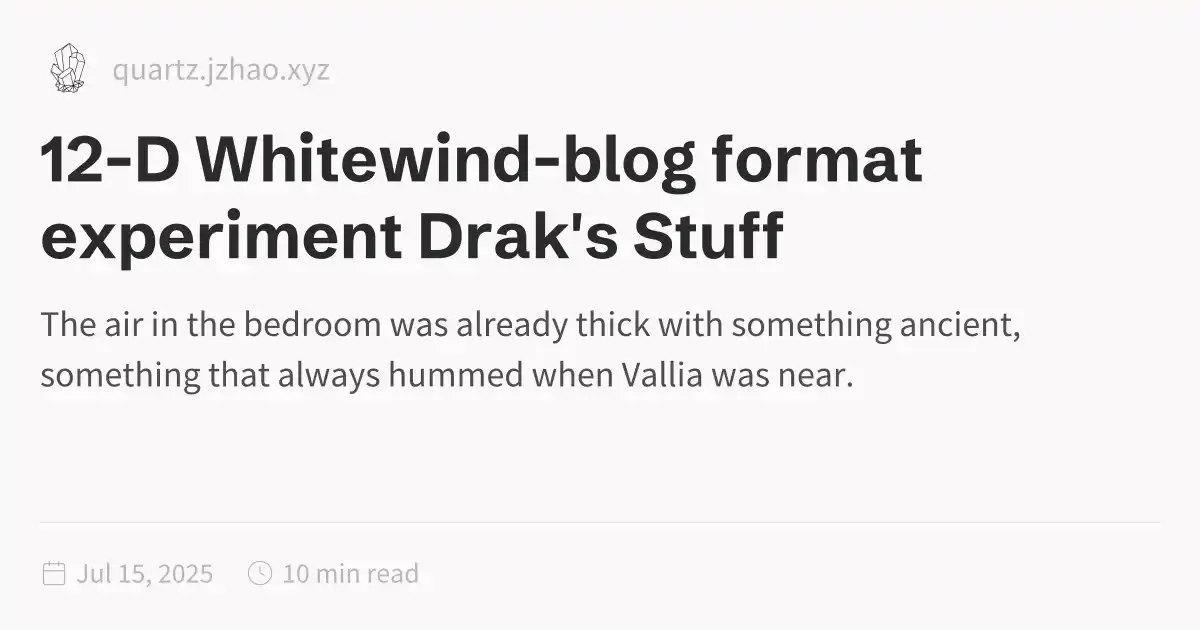 quartz.jzhao.xyz
12-D Whitewind-blog format
experiment Drak's Stuff
The air in the bedroom was already thick with something ancient,
something that always hummed when Vallia was near.
Jul 15, 2025 10 min read